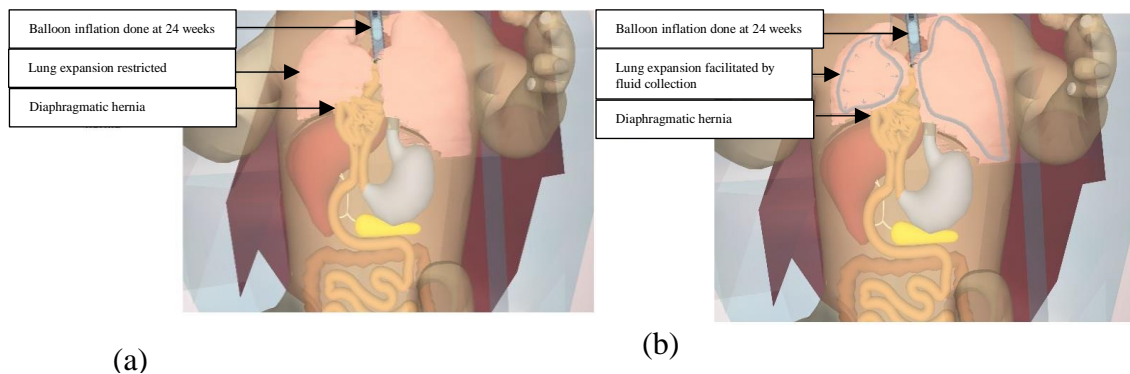 Balloon inflation done at 24 weeks
Lung expansion restricted
Diaphragmatic hernia
(a)
Balloon inflation done at 24 weeks
Lung expansion facilitated by
fluid collection
Diaphragmatic hernia
(b)